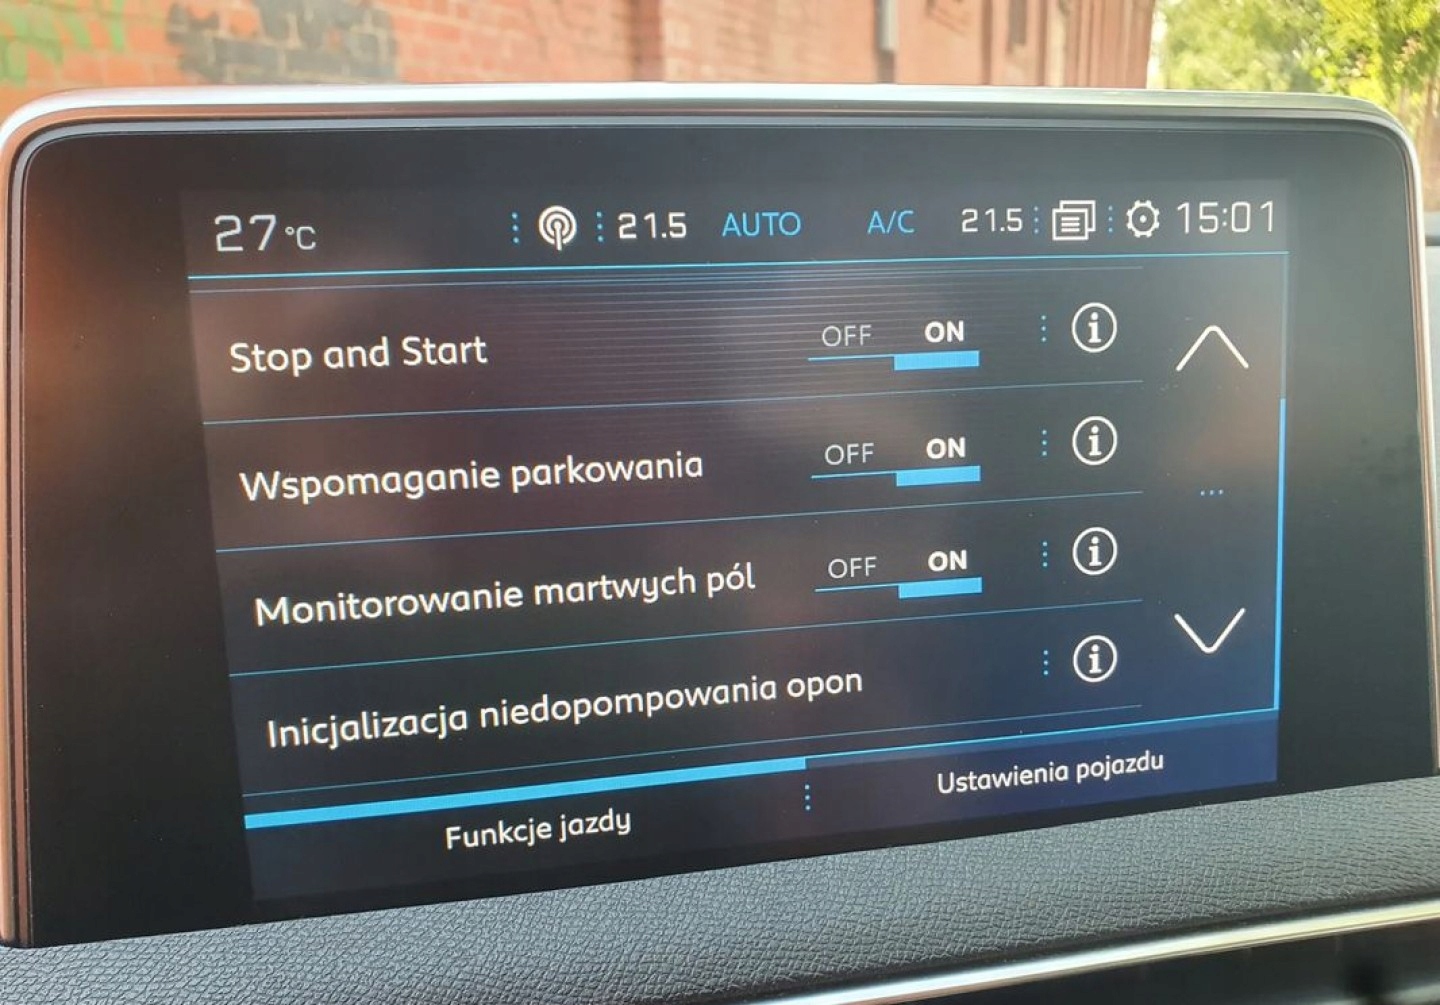 27 °C 21.5 AUTO A/C 21.5 15:01
Stop and Start OFF ON
Wspomaganie parkowania OFF ON
Monitorowanie martwych pól OFF ON
Inicjalizacja niedopompowania opon
Funkcje jazdy Ustawienia pojazdu